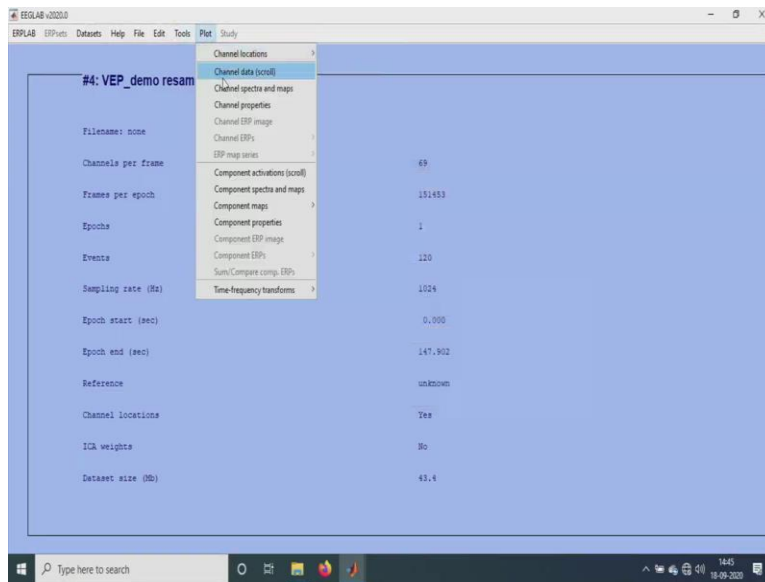 EEGLAB v2020.0
ERPLAB ERPsets Datasets Help File Edit Tools Plot Study
Channel locations
Channel data (scroll)
Channel spectra and maps
Channel properties
Channel ERP image
Channel ERPs
ERP map series
Component activations (scroll)
Component spectra and maps
Component maps
Component properties
Component ERP image
Component ERPs
Sum/Compare comp. ERPs
Time-frequency transforms
#4: VEP_demo resam
Filename: none
Channels per frame 69
Frames per epoch 151453
Epochs 1
Events 120
Sampling rate (Hz) 1024
Epoch start (sec) 0.000
Epoch end (sec) 147.902
Reference unknown
Channel locations Yes
ICA weights No
Dataset size (Mb) 43.4
Type here to search
14:45
18-09-2020